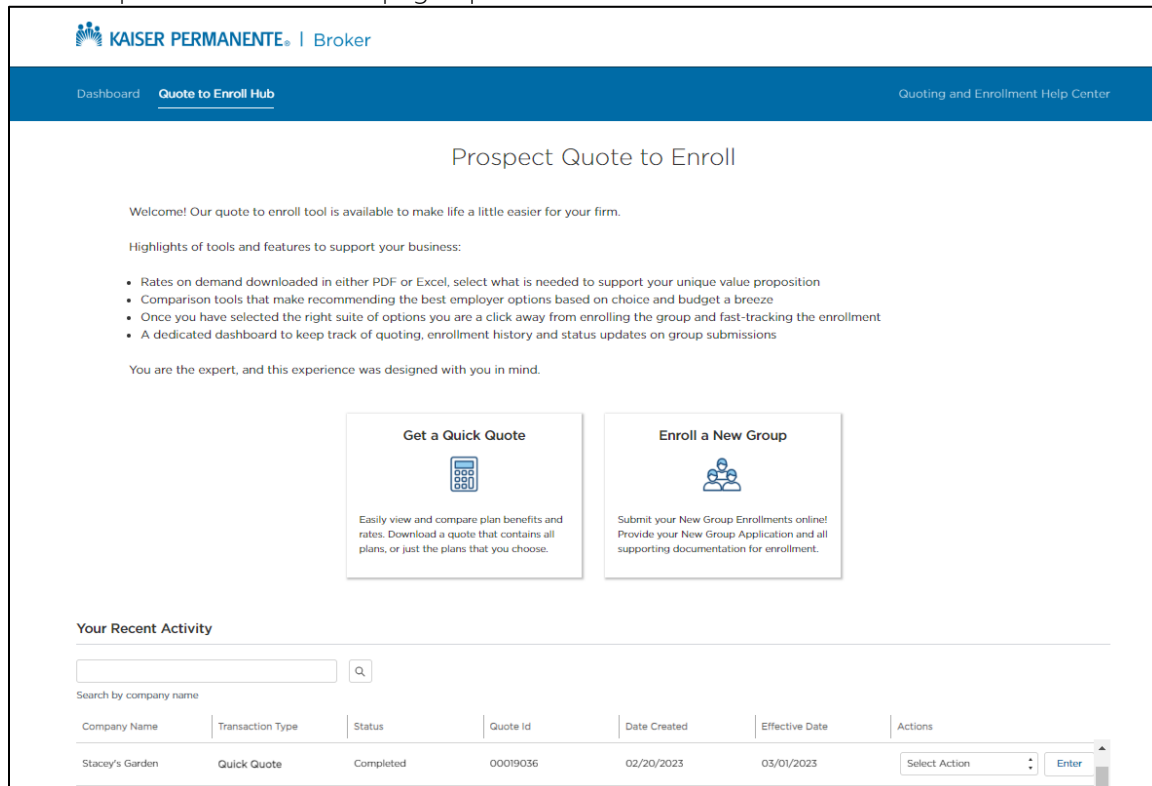 KAISER PERMANENTE® | Broker
Dashboard Quote to Enroll Hub Quoting and Enrollment Help Center
Prospect Quote to Enroll
Welcome! Our quote to enroll tool is available to make life a little easier for your firm.
Highlights of tools and features to support your business:
• Rates on demand downloaded in either PDF or Excel, select what is needed to support your unique value proposition
• Comparison tools that make recommending the best employer options based on choice and budget a breeze
• Once you have selected the right suite of options you are a click away from enrolling the group and fast-tracking the enrollment
• A dedicated dashboard to keep track of quoting, enrollment history and status updates on group submissions
You are the expert, and this experience was designed with you in mind.
Get a Quick Quote
Easily view and compare plan benefits and
rates. Download a quote that contains all
plans, or just the plans that you choose.
Enroll a New Group
Submit your New Group Enrollments online!
Provide your New Group Application and all
supporting documentation for enrollment.
Your Recent Activity
Search by company name
Company Name Transaction Type Status Quote Id Date Created Effective Date Actions
Stacey's Garden Quick Quote Completed 00019036 02/20/2023 03/01/2023 Select Action Enter